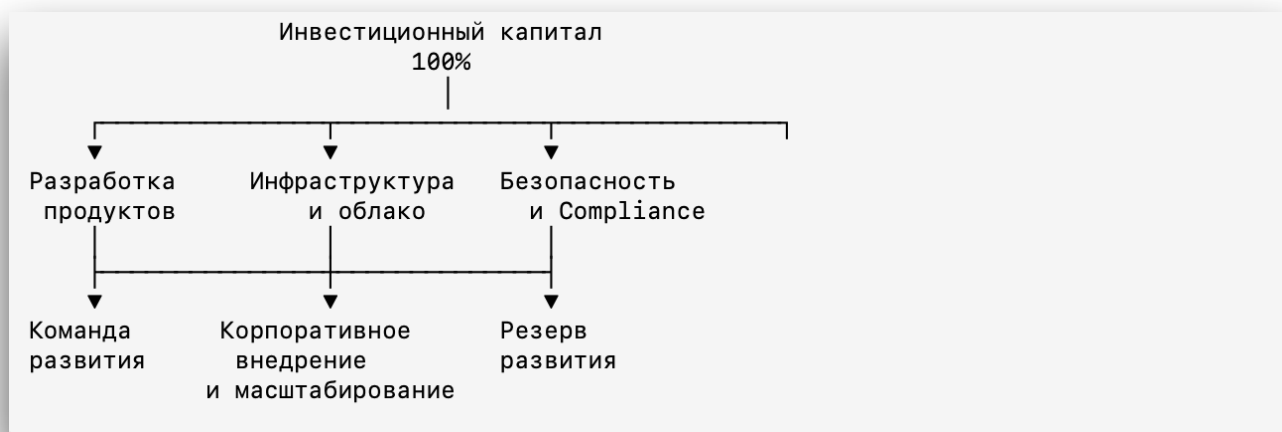 Инвестиционный капитал
100%
Разработка продуктов
Инфраструктура и облако
Безопасность и Compliance
Команда развития
Корпоративное внедрение и масштабирование
Резерв развития